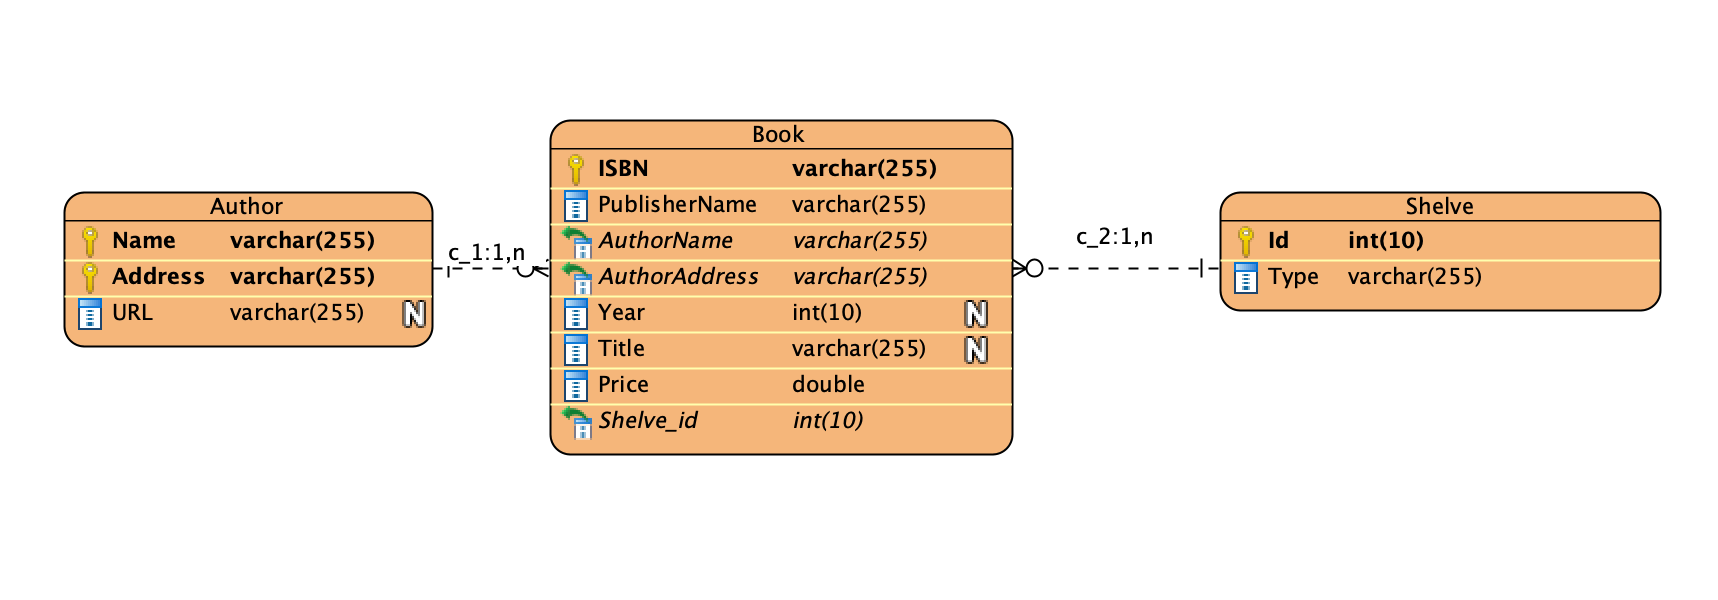 Author
Name varchar(255)
Address varchar(255)
URL varchar(255) N
c_1:1,n
Book
ISBN varchar(255)
PublisherName varchar(255)
AuthorName varchar(255)
AuthorAddress varchar(255)
Year int(10) N
Title varchar(255) N
Price double
Shelve_id int(10)
c_2:1,n
Shelve
Id int(10)
Type varchar(255)